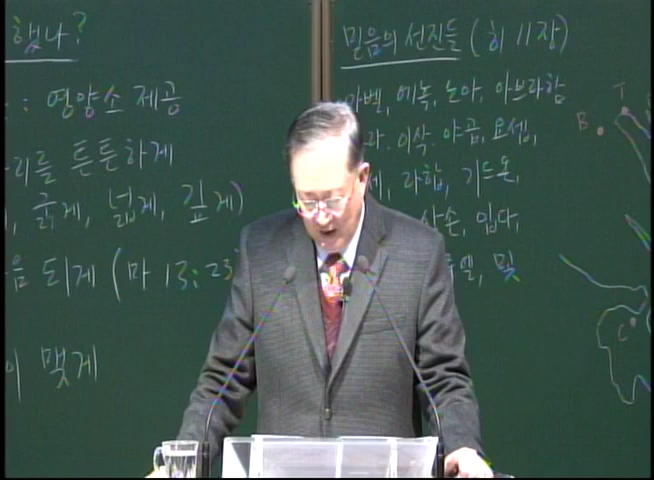 했나?
: : 영양소 제공
리를 튼튼하게
굵게, 넓게, 깊게)
음 되게 (마 13:23
이 맺게
믿음의 선진들 (히 11장)
아벨, 에녹, 노아, 아브라함
이삭. 야곱, 요셉,
라합, 기드온,
삼손, 입다,
및
T
B
C